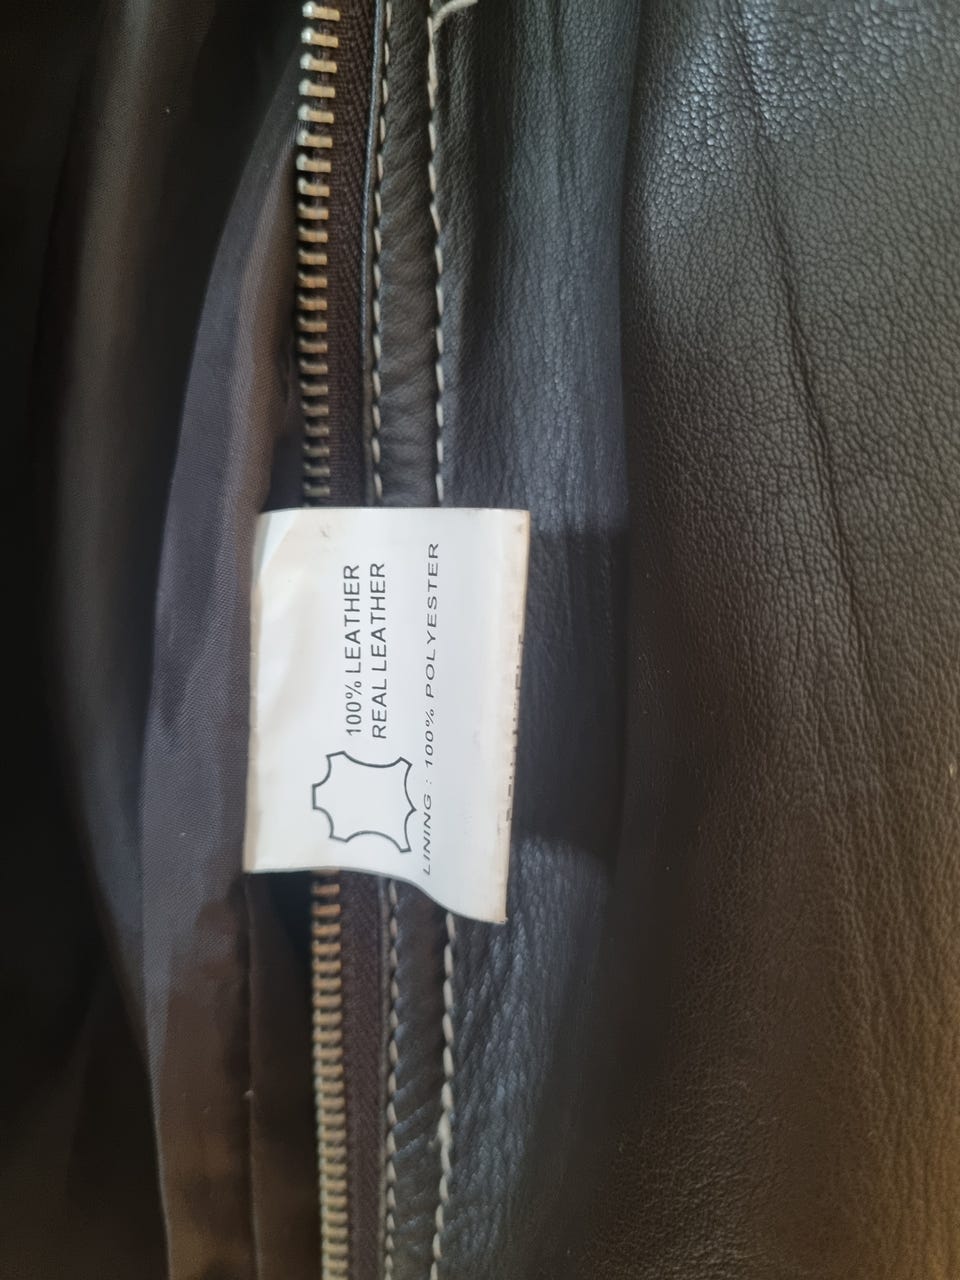 100% LEATHER
REAL LEATHER
LINING : 100% POLYESTER